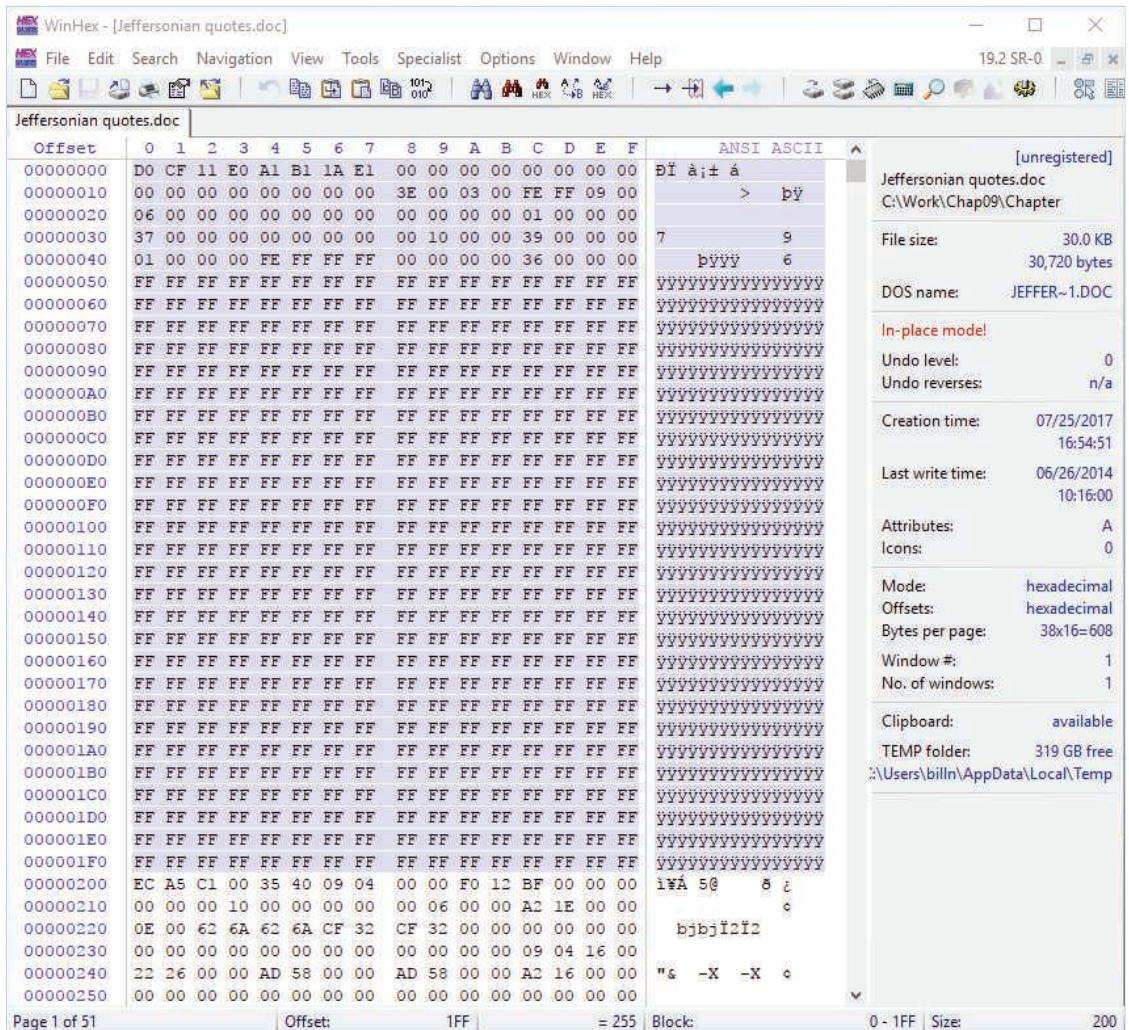 WinHex - [Jeffersonian quotes.doc]
File Edit Search Navigation View Tools Specialist Options Window Help 19.2 SR-0
Jeffersonian quotes.doc
Offset 0 1 2 3 4 5 6 7 8 9 A B C D E F ANSI ASCII
00000000 D0 CF 11 E0 A1 B1 1A E1 00 00 00 00 00 00 00 00 ÐÏ à¡± á
00000010 00 00 00 00 00 00 00 00 3E 00 03 00 FE FF 09 00 > þÿ
00000020 06 00 00 00 00 00 00 00 00 00 00 00 01 00 00 00
00000030 37 00 00 00 00 00 00 00 00 10 00 00 39 00 00 00 7 9
00000040 01 00 00 00 FE FF FF FF 00 00 00 00 36 00 00 00 þÿÿÿ 6
00000050 FF FF FF FF FF FF FF FF FF FF FF FF FF FF FF FF ÿÿÿÿÿÿÿÿÿÿÿÿÿÿÿÿ
00000060 FF FF FF FF FF FF FF FF FF FF FF FF FF FF FF FF ÿÿÿÿÿÿÿÿÿÿÿÿÿÿÿÿ
00000070 FF FF FF FF FF FF FF FF FF FF FF FF FF FF FF FF ÿÿÿÿÿÿÿÿÿÿÿÿÿÿÿÿ
00000080 FF FF FF FF FF FF FF FF FF FF FF FF FF FF FF FF ÿÿÿÿÿÿÿÿÿÿÿÿÿÿÿÿ
00000090 FF FF FF FF FF FF FF FF FF FF FF FF FF FF FF FF ÿÿÿÿÿÿÿÿÿÿÿÿÿÿÿÿ
000000A0 FF FF FF FF FF FF FF FF FF FF FF FF FF FF FF FF ÿÿÿÿÿÿÿÿÿÿÿÿÿÿÿÿ
000000B0 FF FF FF FF FF FF FF FF FF FF FF FF FF FF FF FF ÿÿÿÿÿÿÿÿÿÿÿÿÿÿÿÿ
000000C0 FF FF FF FF FF FF FF FF FF FF FF FF FF FF FF FF ÿÿÿÿÿÿÿÿÿÿÿÿÿÿÿÿ
000000D0 FF FF FF FF FF FF FF FF FF FF FF FF FF FF FF FF ÿÿÿÿÿÿÿÿÿÿÿÿÿÿÿÿ
000000E0 FF FF FF FF FF FF FF FF FF FF FF FF FF FF FF FF ÿÿÿÿÿÿÿÿÿÿÿÿÿÿÿÿ
000000F0 FF FF FF FF FF FF FF FF FF FF FF FF FF FF FF FF ÿÿÿÿÿÿÿÿÿÿÿÿÿÿÿÿ
00000100 FF FF FF FF FF FF FF FF FF FF FF FF FF FF FF FF ÿÿÿÿÿÿÿÿÿÿÿÿÿÿÿÿ
00000110 FF FF FF FF FF FF FF FF FF FF FF FF FF FF FF FF ÿÿÿÿÿÿÿÿÿÿÿÿÿÿÿÿ
00000120 FF FF FF FF FF FF FF FF FF FF FF FF FF FF FF FF ÿÿÿÿÿÿÿÿÿÿÿÿÿÿÿÿ
00000130 FF FF FF FF FF FF FF FF FF FF FF FF FF FF FF FF ÿÿÿÿÿÿÿÿÿÿÿÿÿÿÿÿ
00000140 FF FF FF FF FF FF FF FF FF FF FF FF FF FF FF FF ÿÿÿÿÿÿÿÿÿÿÿÿÿÿÿÿ
00000150 FF FF FF FF FF FF FF FF FF FF FF FF FF FF FF FF ÿÿÿÿÿÿÿÿÿÿÿÿÿÿÿÿ
00000160 FF FF FF FF FF FF FF FF FF FF FF FF FF FF FF FF ÿÿÿÿÿÿÿÿÿÿÿÿÿÿÿÿ
00000170 FF FF FF FF FF FF FF FF FF FF FF FF FF FF FF FF ÿÿÿÿÿÿÿÿÿÿÿÿÿÿÿÿ
00000180 FF FF FF FF FF FF FF FF FF FF FF FF FF FF FF FF ÿÿÿÿÿÿÿÿÿÿÿÿÿÿÿÿ
00000190 FF FF FF FF FF FF FF FF FF FF FF FF FF FF FF FF ÿÿÿÿÿÿÿÿÿÿÿÿÿÿÿÿ
000001A0 FF FF FF FF FF FF FF FF FF FF FF FF FF FF FF FF ÿÿÿÿÿÿÿÿÿÿÿÿÿÿÿÿ
000001B0 FF FF FF FF FF FF FF FF FF FF FF FF FF FF FF FF ÿÿÿÿÿÿÿÿÿÿÿÿÿÿÿÿ
000001C0 FF FF FF FF FF FF FF FF FF FF FF FF FF FF FF FF ÿÿÿÿÿÿÿÿÿÿÿÿÿÿÿÿ
000001D0 FF FF FF FF FF FF FF FF FF FF FF FF FF FF FF FF ÿÿÿÿÿÿÿÿÿÿÿÿÿÿÿÿ
000001E0 FF FF FF FF FF FF FF FF FF FF FF FF FF FF FF FF ÿÿÿÿÿÿÿÿÿÿÿÿÿÿÿÿ
000001F0 FF FF FF FF FF FF FF FF FF FF FF FF FF FF FF FF ÿÿÿÿÿÿÿÿÿÿÿÿÿÿÿÿ
00000200 EC A5 C1 00 35 40 09 04 00 00 F0 12 BF 00 00 00 ì¥Á 5@ ð ¿
00000210 00 00 00 10 00 00 00 00 00 06 00 00 A2 1E 00 00 ¢
00000220 0E 00 62 6A 62 6A CF 32 CF 32 00 00 00 00 00 00 bjbjÏ2Ï2
00000230 00 00 00 00 00 00 00 00 00 00 00 00 09 04 16 00
00000240 22 26 00 00 AD 58 00 00 AD 58 00 00 A2 16 00 00 "& -X -X ¢
00000250 00 00 00 00 00 00 00 00 00 00 00 00 00 00 00 00
[unregistered]
Jeffersonian quotes.doc
C:\Work\Chap09\Chapter
File size: 30.0 KB
30,720 bytes
DOS name: JEFFER~1.DOC
In-place mode!
Undo level: 0
Undo reverses: n/a
Creation time: 07/25/2017
16:54:51
Last write time: 06/26/2014
10:16:00
Attributes: A
Icons: 0
Mode: hexadecimal
Offsets: hexadecimal
Bytes per page: 38x16=608
Window #: 1
No. of windows: 1
Clipboard: available
TEMP folder: 319 GB free
:\Users\billn\AppData\Local\Temp
Page 1 of 51 Offset: 1FF = 255 Block: 0 - 1FF Size: 200